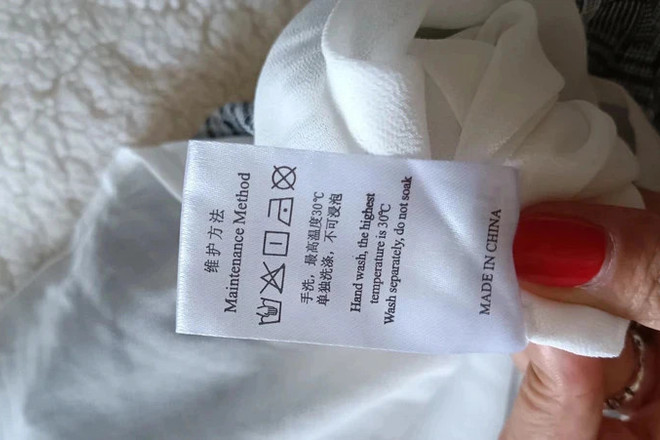 维护方法
Maintenance Method
手洗，最高温度30℃
单独洗涤，不可浸泡
Hand wash, the highest
temperature is 30℃
Wash separately, do not soak
MADE IN CHINA